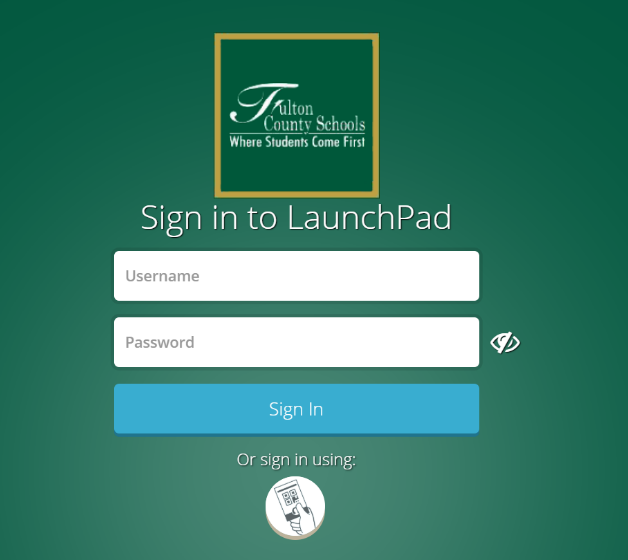 Fulton
County Schools
Where Students Come First
Sign in to LaunchPad
Username
Password
Sign In
Or sign in using: